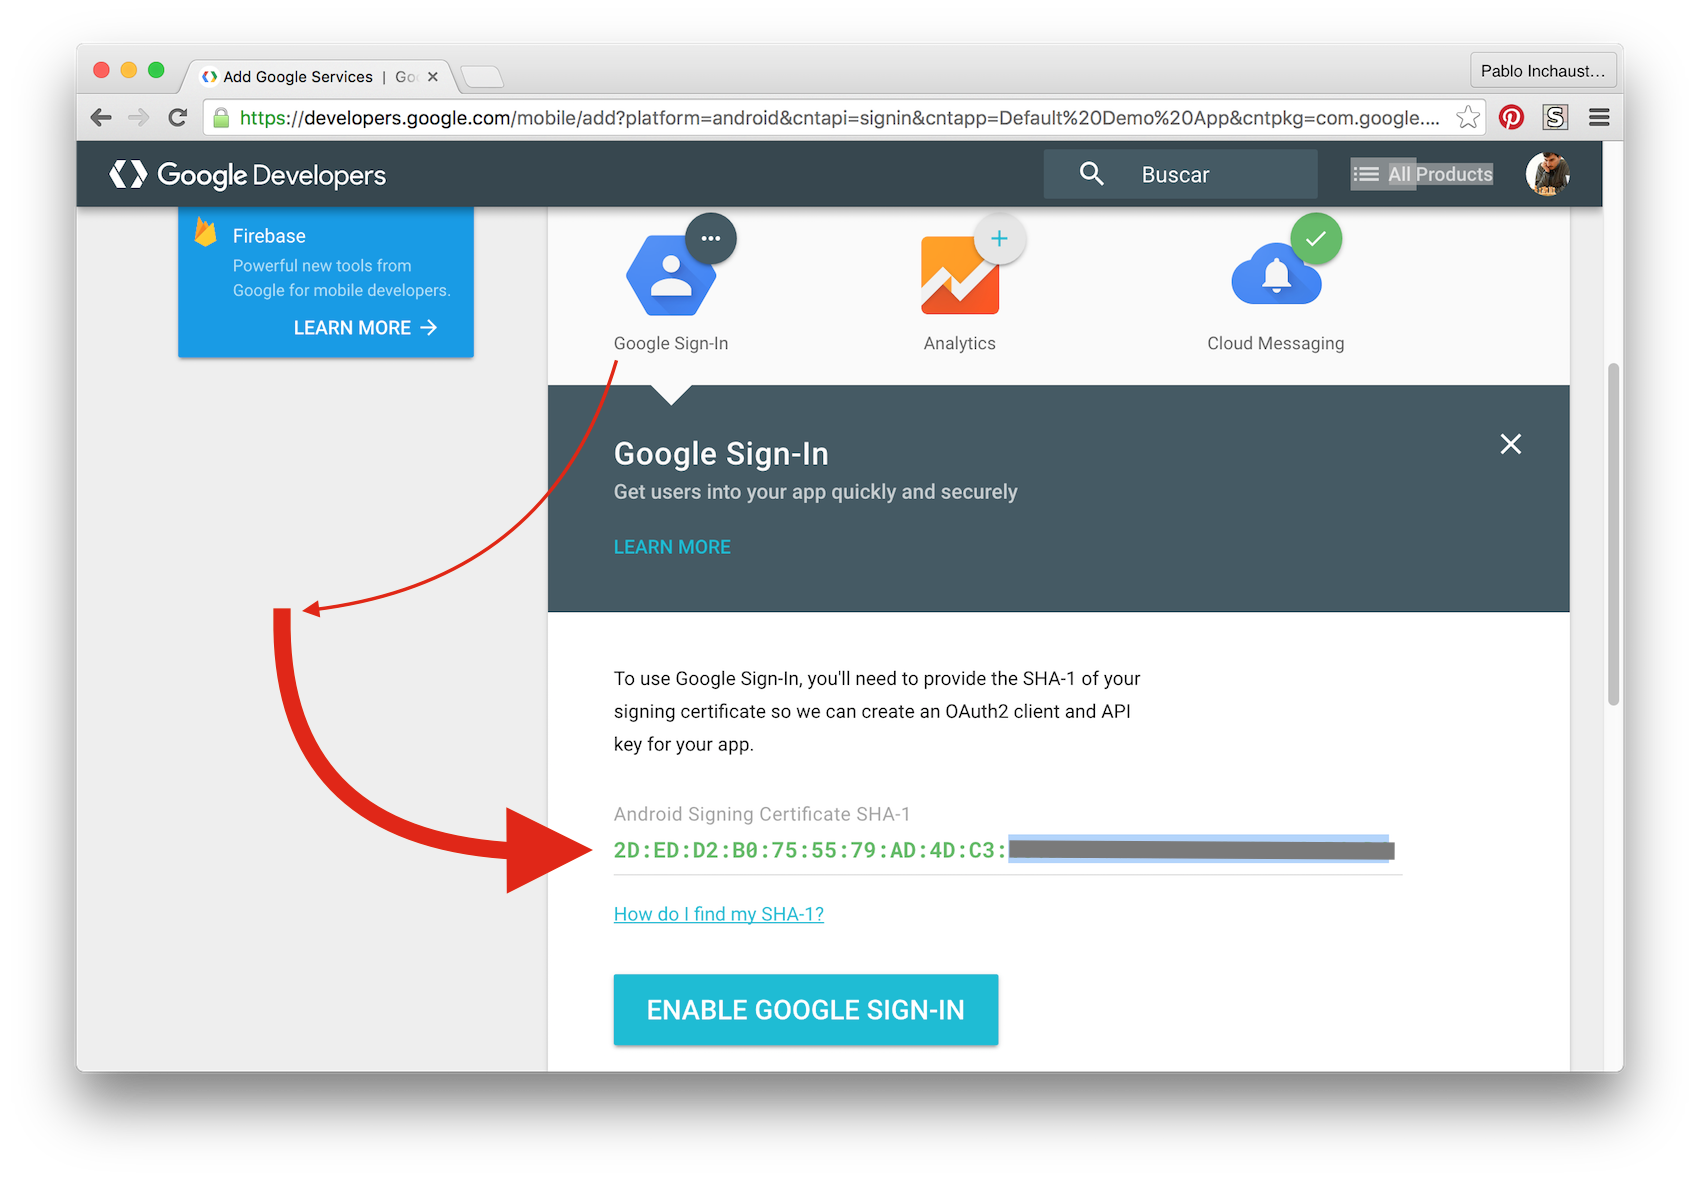 Add Google Services | Go
Pablo Inchaust...
https://developers.google.com/mobile/add?platform=android&cntapi=signin&cntapp=Default%20Demo%20App&cntpkg=com.google....
Google Developers
Buscar
All Products
Firebase
Powerful new tools from
Google for mobile developers.
LEARN MORE
Google Sign-In
Analytics
Cloud Messaging
Google Sign-In
Get users into your app quickly and securely
LEARN MORE
To use Google Sign-In, you'll need to provide the SHA-1 of your
signing certificate so we can create an OAuth2 client and API
key for your app.
Android Signing Certificate SHA-1
2D:ED:D2:B0:75:55:79:AD:4D:C3:
How do I find my SHA-1?
ENABLE GOOGLE SIGN-IN